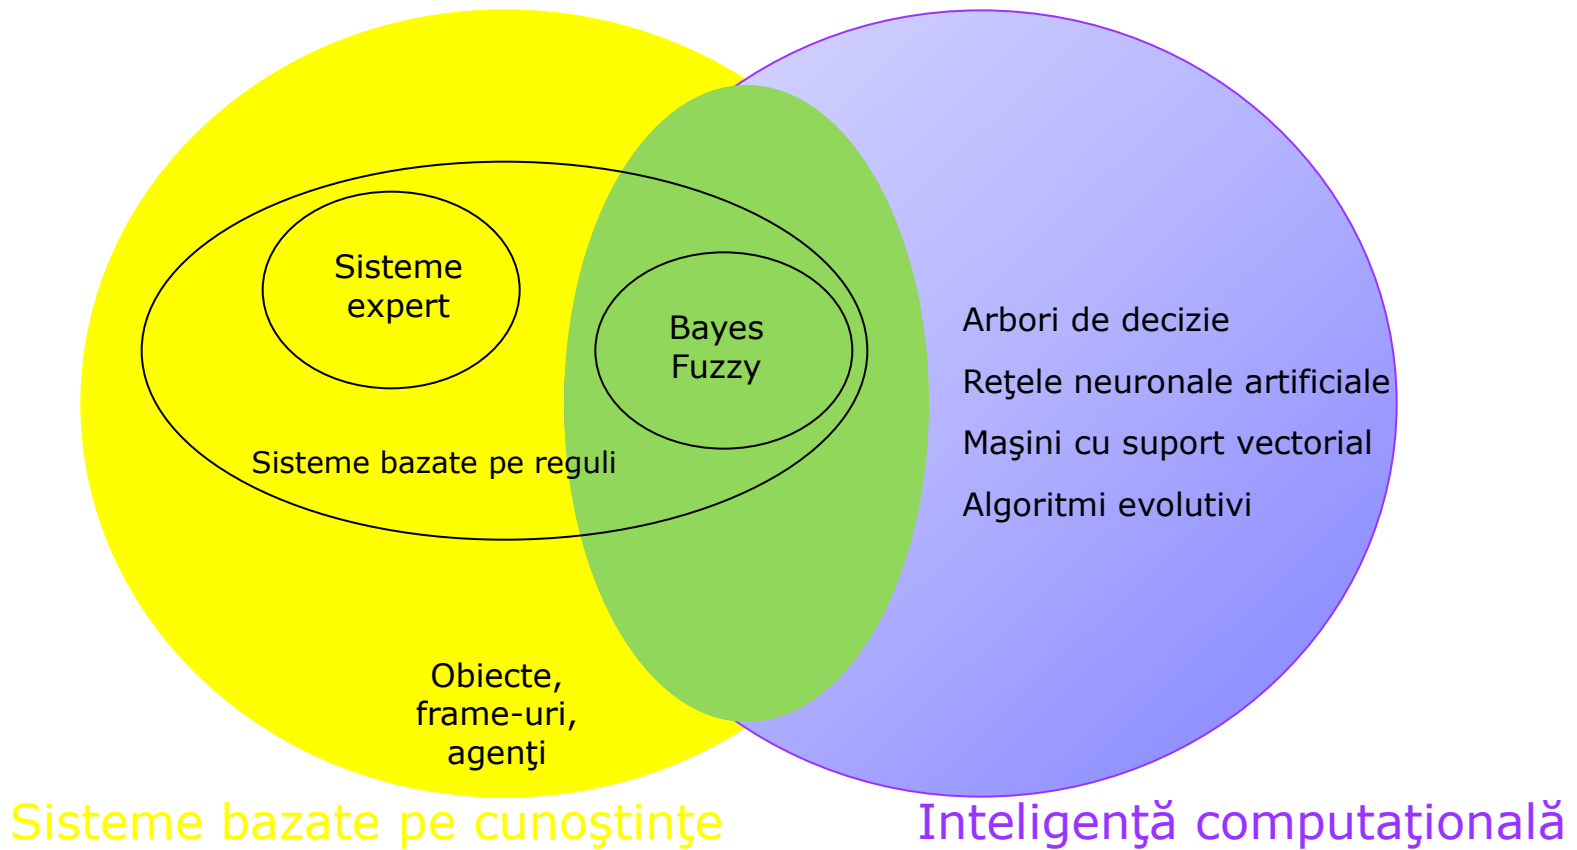 Sisteme
expert
Bayes
Fuzzy
Sisteme bazate pe reguli
Obiecte,
frame-uri,
agenţi
Arbori de decizie
Reţele neuronale artificiale
Maşini cu suport vectorial
Algoritmi evolutivi
Sisteme bazate pe cunoştinţe
Inteligenţă computaţională